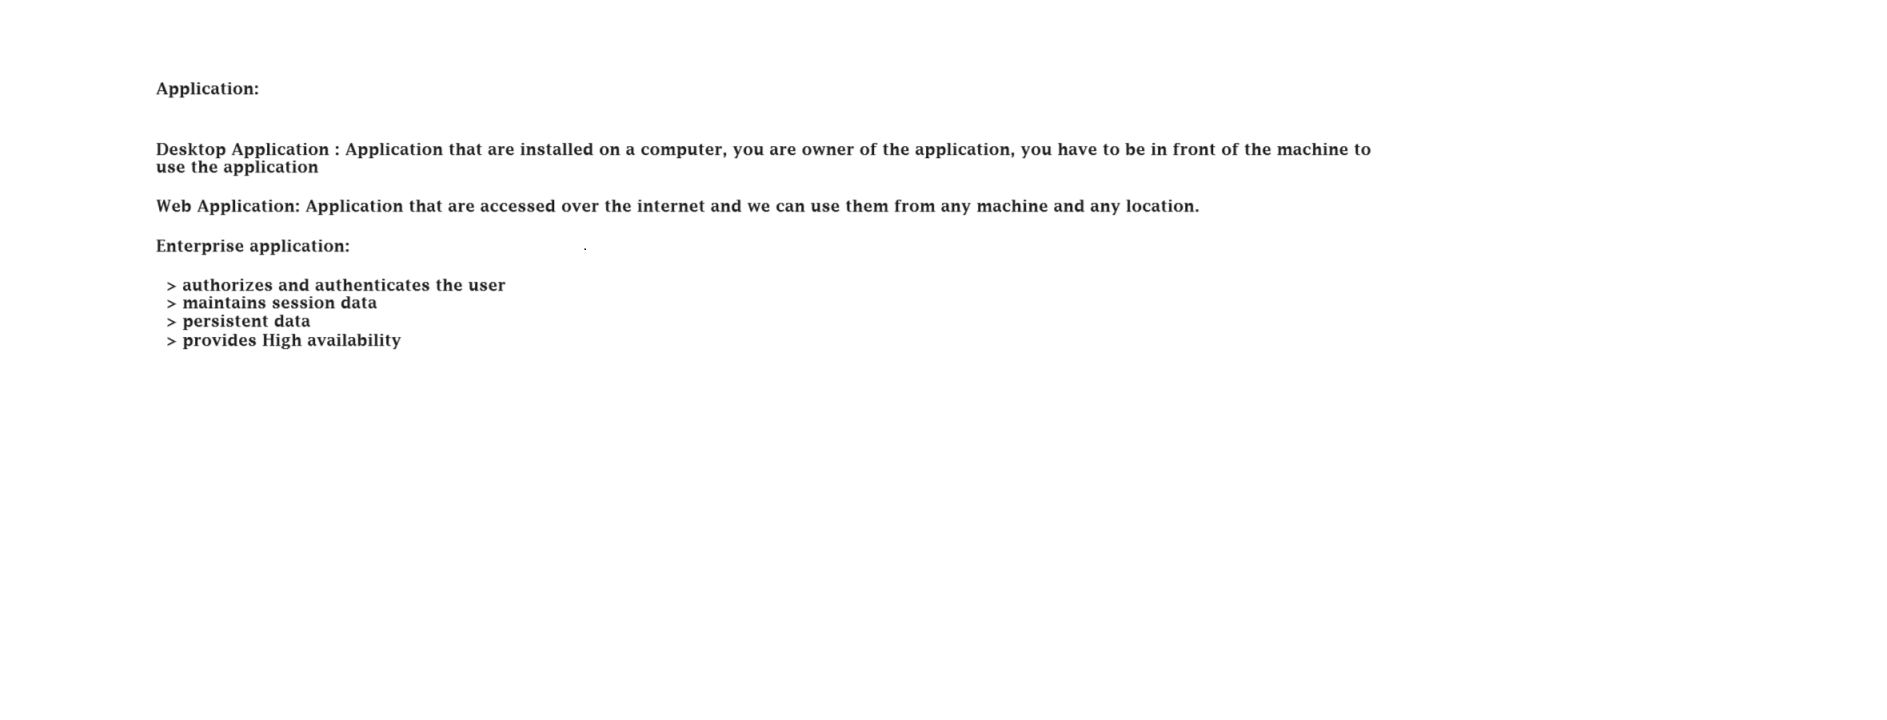 Application:
Desktop Application : Application that are installed on a computer, you are owner of the application, you have to be in front of the machine to
use the application
Web Application: Application that are accessed over the internet and we can use them from any machine and any location.
Enterprise application:
> authorizes and authenticates the user
> maintains session data
> persistent data
> provides High availability